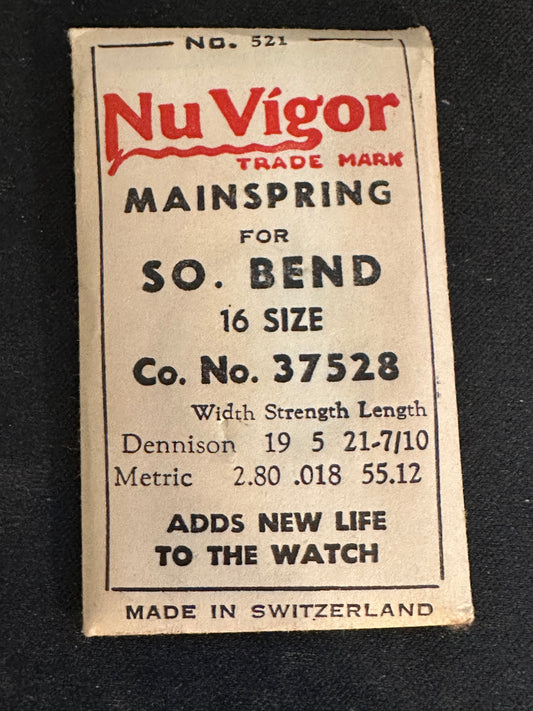 No. 521
Nu Vigor
TRADE MARK
MAINSPRING
FOR
SO. BEND
16 SIZE
Co. No. 37528
Width Strength Length
Dennison 19 5 21-7/10
Metric 2.80 .018 55.12
ADDS NEW LIFE
TO THE WATCH
MADE IN SWITZERLAND